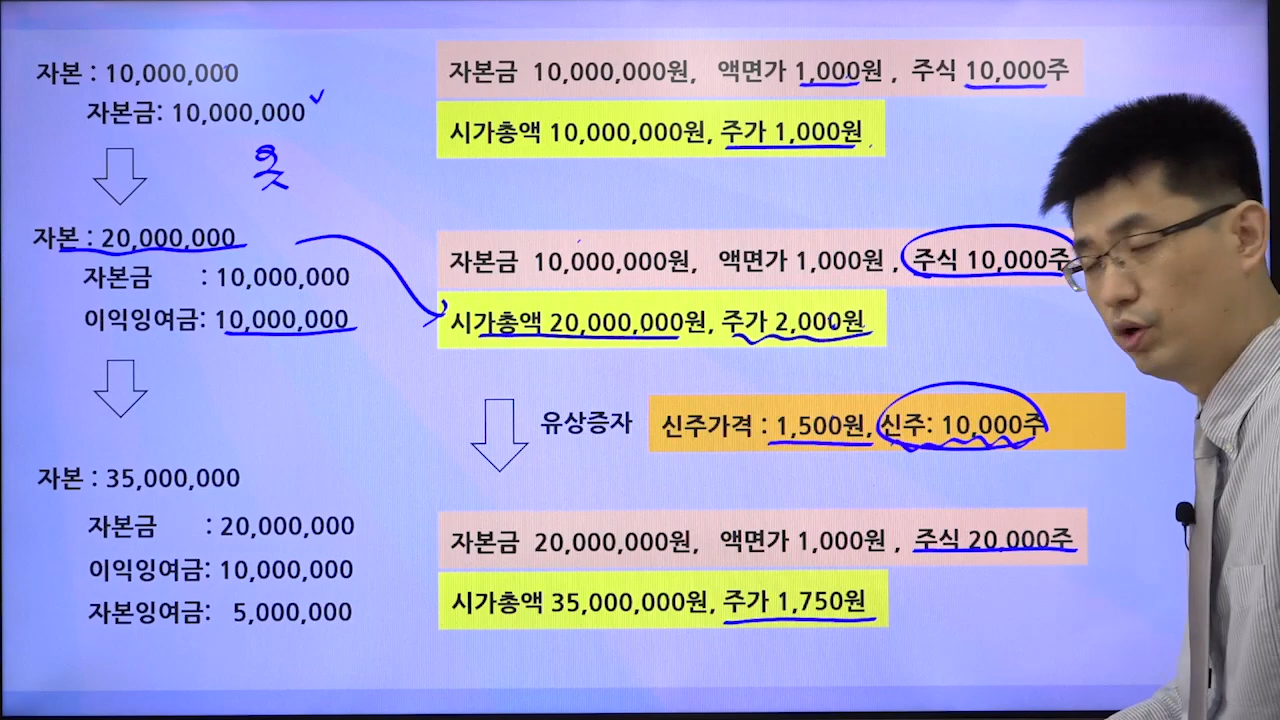 자본 : 10,000,000
자본금: 10,000,000
자본금 10,000,000원, 액면가 1,000원 , 주식 10,000주
시가총액 10,000,000원, 주가 1,000원
자본 : 20,000,000
자본금 : 10,000,000
이익잉여금: 10,000,000
자본금 10,000,000원, 액면가 1,000원 , 주식 10,000주
시가총액 20,000,000원, 주가 2,000원
유상증자
신주가격 : 1,500원, 신주: 10,000주
자본 : 35,000,000
자본금 : 20,000,000
이익잉여금: 10,000,000
자본잉여금: 5,000,000
자본금 20,000,000원, 액면가 1,000원 , 주식 20,000주
시가총액 35,000,000원, 주가 1,750원